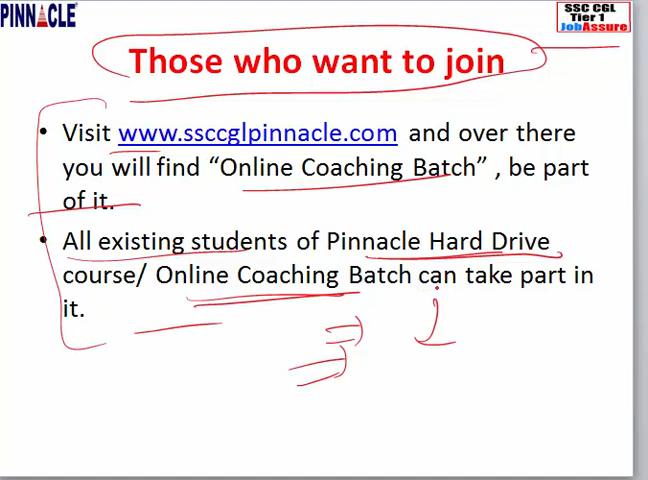 PINNACLE
SSC CGL
Tier 1
JobAssure
Those who want to join
• Visit www.ssccglpinnacle.com and over there
you will find “Online Coaching Batch” , be part
of it.
• All existing students of Pinnacle Hard Drive
course/ Online Coaching Batch can take part in
it.